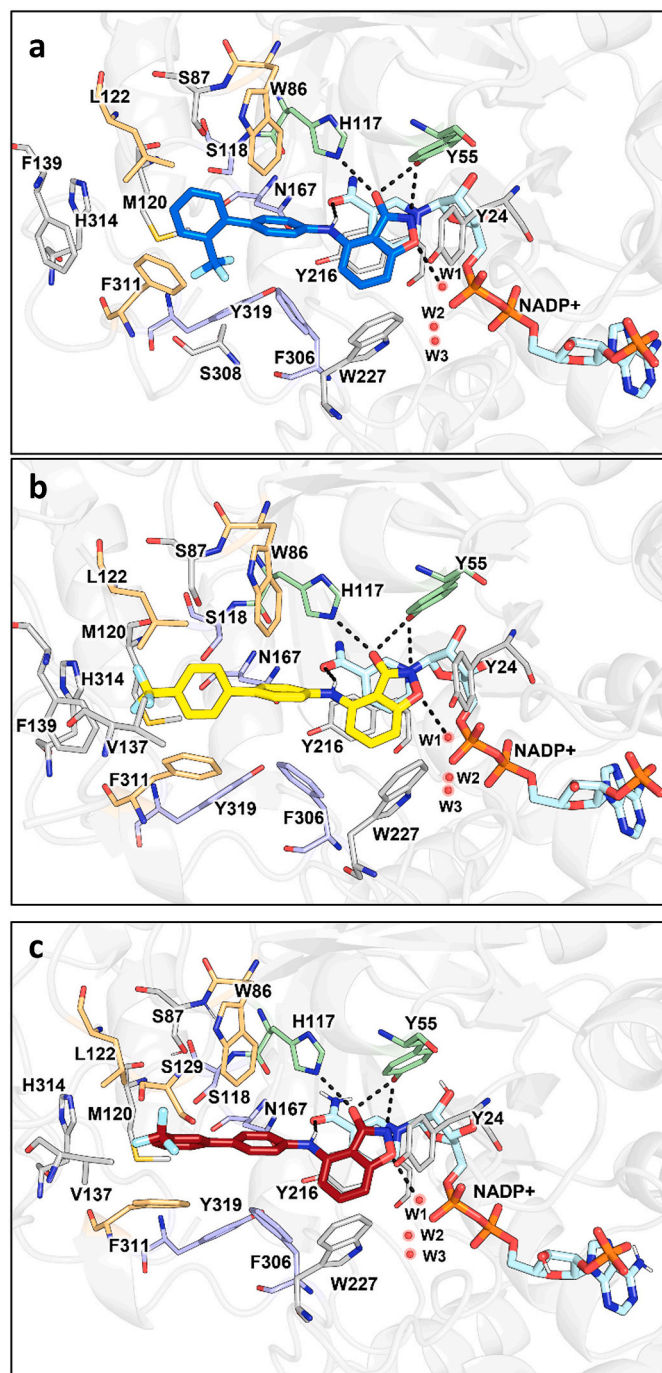 a
S87
W86
L122
H117
Y55
S118
F139
M120
N167
H314
Y24
Y216
W1
F311
Y319
W2
NADP+
W3
F306
S308
W227
b
S87
W86
Y55
L122
H117
S118
M120
N167
H314
Y24
F139
V137
Y216
W1
NADP+
F311
W2
Y319
W3
F306
W227
c
W86
S87
H117
Y55
L122
S129
S118
H314
M120
N167
Y24
V137
Y216
NADP+
Y319
W1
F311
W2
F306
W3
W227